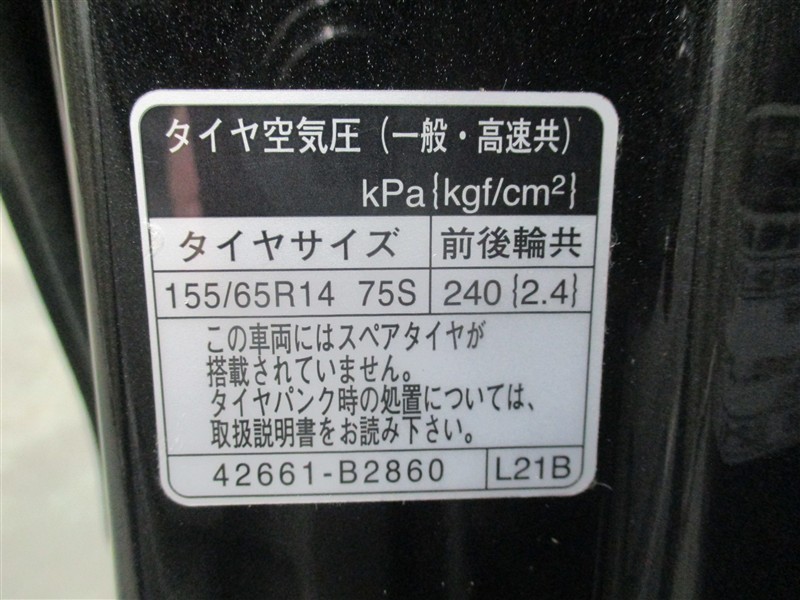 タイヤ空気圧（一般・高速共）
kPa{kgf/cm²}
タイヤサイズ 前後輪共
155/65R14 75S 240{2.4}
この車両にはスペアタイヤが
搭載されていません。
タイヤパンク時の処置については、
取扱説明書をお読み下さい。
42661-B2860 L21B